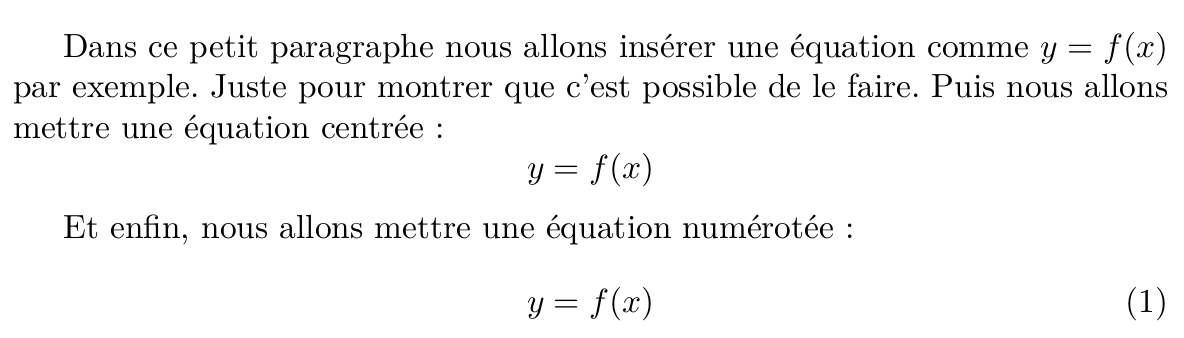 Dans ce petit paragraphe nous allons insérer une équation comme y = f(x)
par exemple. Juste pour montrer que c'est possible de le faire. Puis nous allons
mettre une équation centrée :
y = f(x)
Et enfin, nous allons mettre une équation numérotée :
y = f(x) (1)